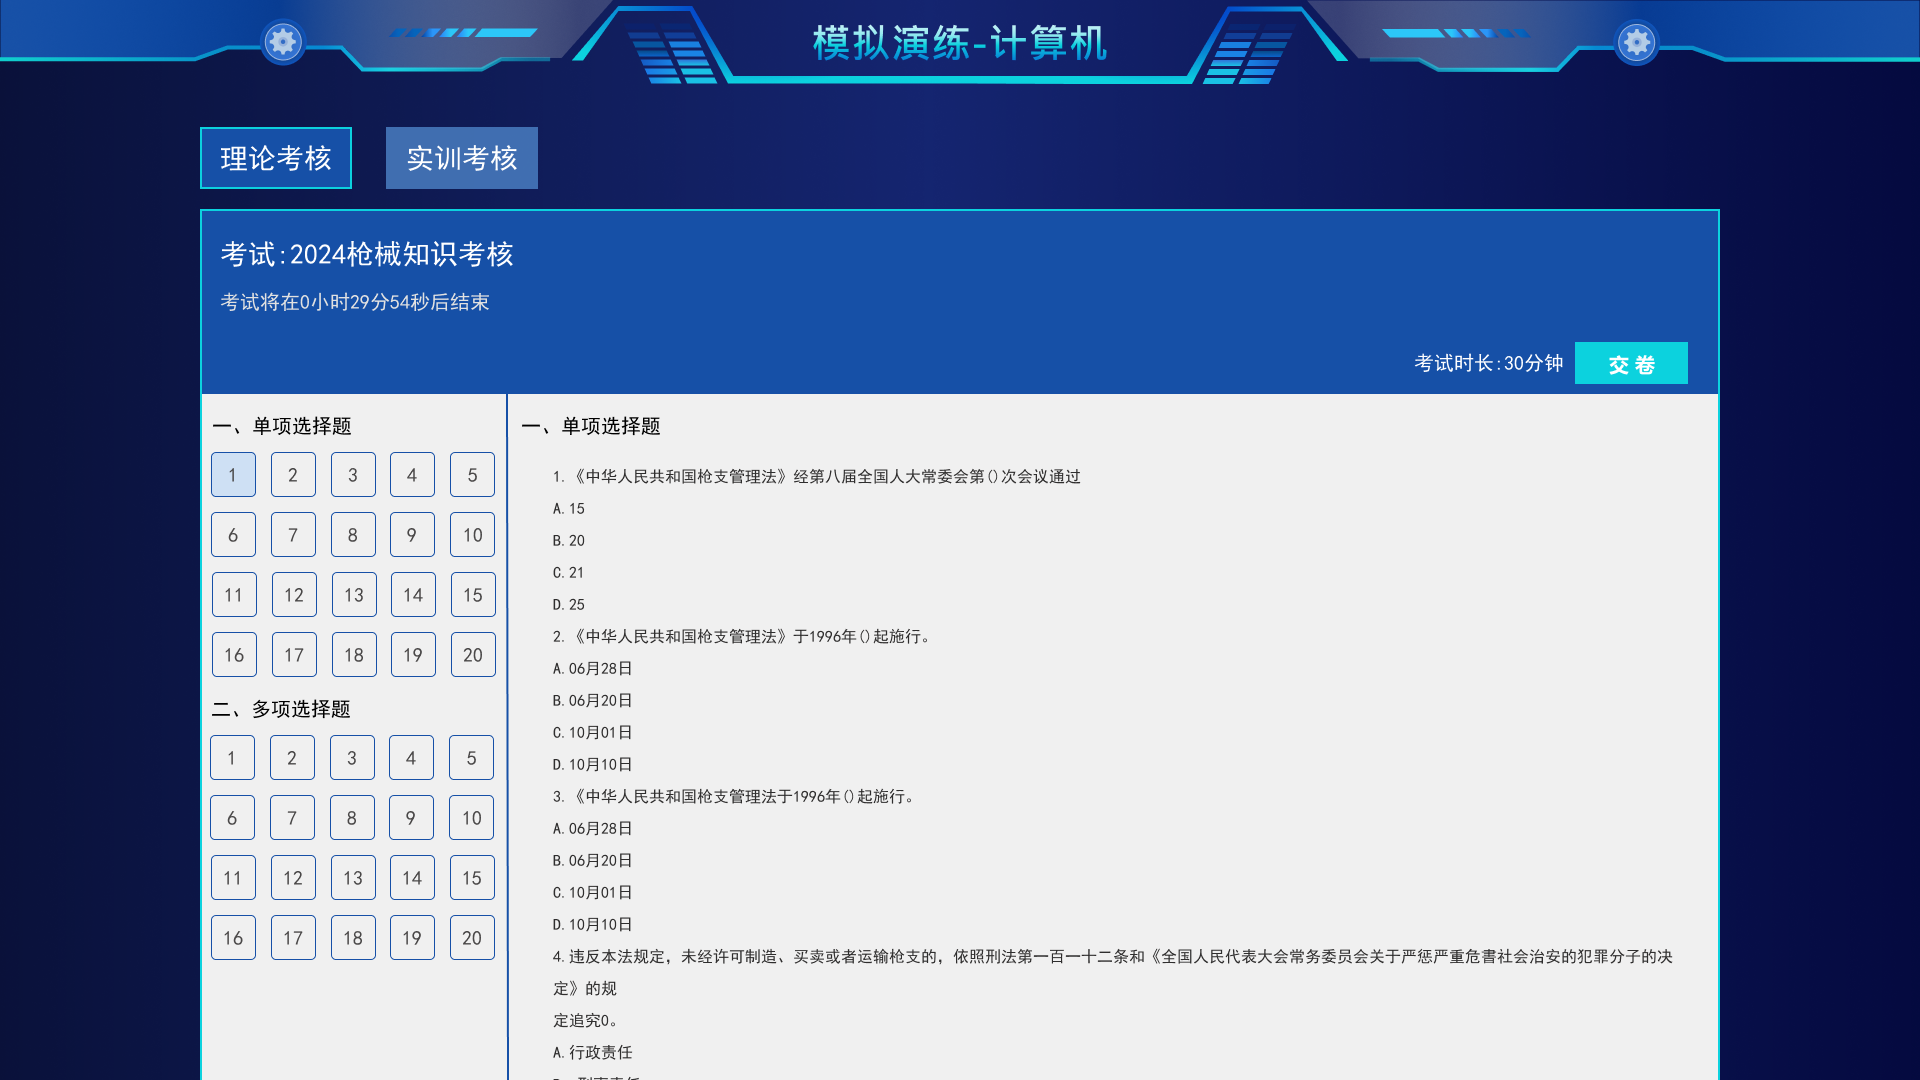 模拟演练-计算机
理论考核
实训考核
考试:2024枪械知识考核
考试将在0小时29分54秒后结束
考试时长:30分钟
交 卷
一、单项选择题
1 2 3 4 5
6 7 8 9 10
11 12 13 14 15
16 17 18 19 20
二、多项选择题
1 2 3 4 5
6 7 8 9 10
11 12 13 14 15
16 17 18 19 20
一、单项选择题
1. 《中华人民共和国枪支管理法》经第八届全国人大常委会第()次会议通过
A. 15
B. 20
C. 21
D. 25
2. 《中华人民共和国枪支管理法》于1996年()起施行。
A. 06月28日
B. 06月20日
C. 10月01日
D. 10月10日
3. 《中华人民共和国枪支管理法于1996年()起施行。
A. 06月28日
B. 06月20日
C. 10月01日
D. 10月10日
4. 违反本法规定，未经许可制造、买卖或者运输枪支的，依照刑法第一百一十二条和《全国人民代表大会常务委员会关于严惩严重危害社会治安的犯罪分子的决
定》的规
定追究0。
A. 行政责任